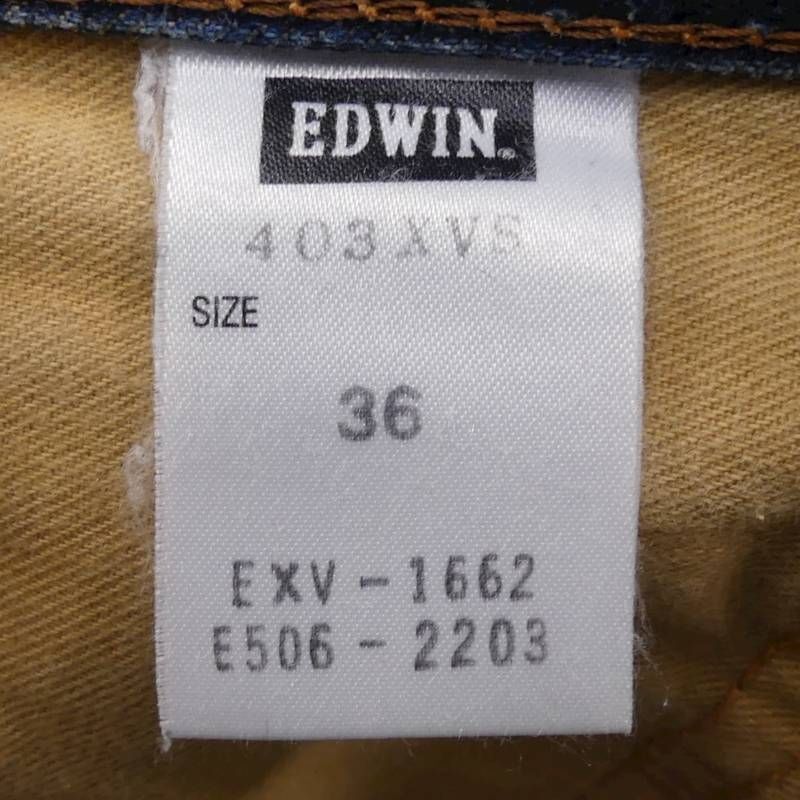 EDWIN®
403XVS
SIZE
36
EXV-1662
E506-2203